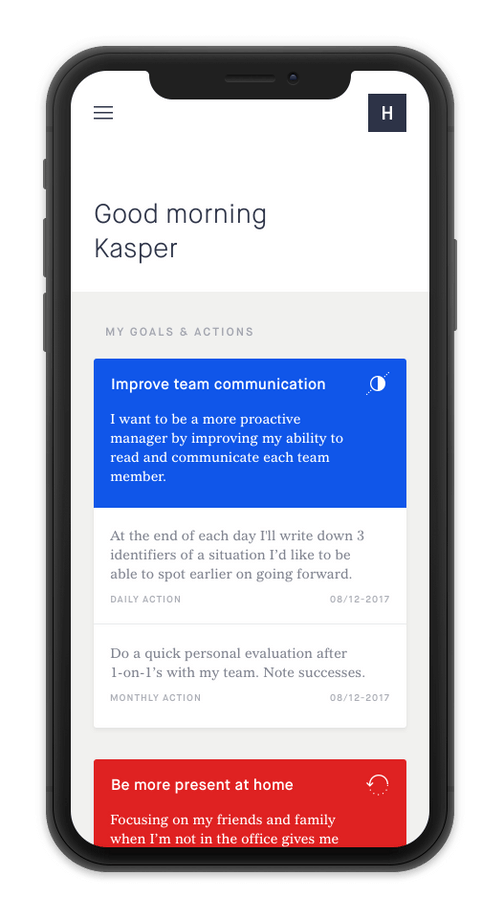 H
Good morning
Kasper
MY GOALS & ACTIONS
Improve team communication
I want to be a more proactive
manager by improving my ability to
read and communicate each team
member.
At the end of each day I'll write down 3
identifiers of a situation I’d like to be
able to spot earlier on going forward.
DAILY ACTION 08/12-2017
Do a quick personal evaluation after
1-on-1’s with my team. Note successes.
MONTHLY ACTION 08/12-2017
Be more present at home
Focusing on my friends and family
when I’m not in the office gives me